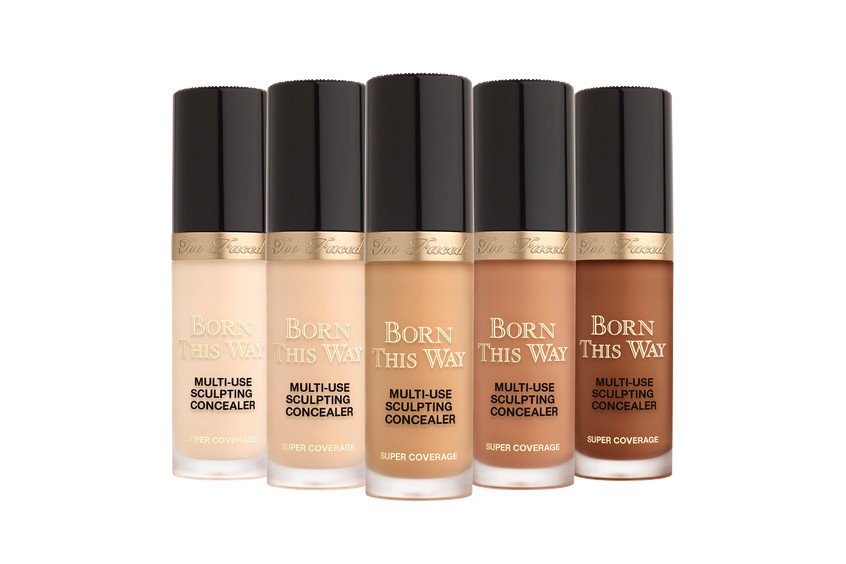 Too Faced
BORN
THIS WAY
MULTI-USE
SCULPTING
CONCEALER
SUPER COVERAGE
Too Faced
BORN
THIS WAY
MULTI-USE
SCULPTING
CONCEALER
SUPER COVERAGE
Too Faced
BORN
THIS WAY
MULTI-USE
SCULPTING
CONCEALER
SUPER COVERAGE
Too Faced
BORN
THIS WAY
MULTI-USE
SCULPTING
CONCEALER
SUPER COVERAGE
Too Faced
BORN
THIS WAY
MULTI-USE
SCULPTING
CONCEALER
SUPER COVERAGE